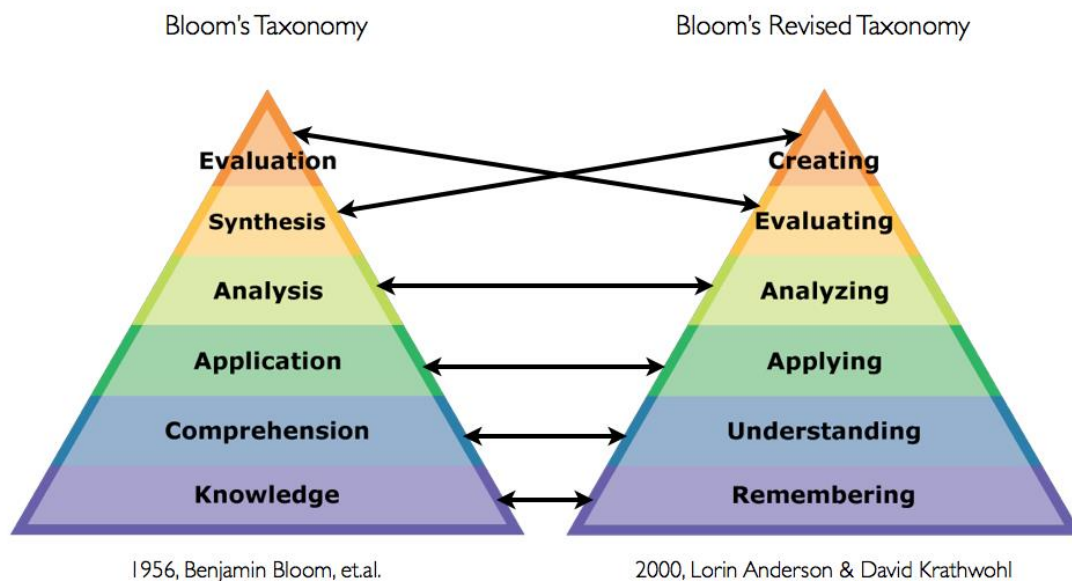 Bloom's Taxonomy
Bloom's Revised Taxonomy
Evaluation
Synthesis
Analysis
Application
Comprehension
Knowledge
Creating
Evaluating
Analyzing
Applying
Understanding
Remembering
1956, Benjamin Bloom, et.al.
2000, Lorin Anderson & David Krathwohl